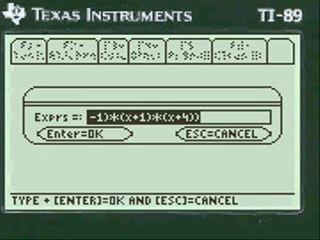 TEXAS INSTRUMENTS TI-89
Exprs =: -1)*(x+1)*(x+4))
Enter=OK ESC=CANCEL
TYPE + [ENTER]=OK AND [ESC]=CANCEL